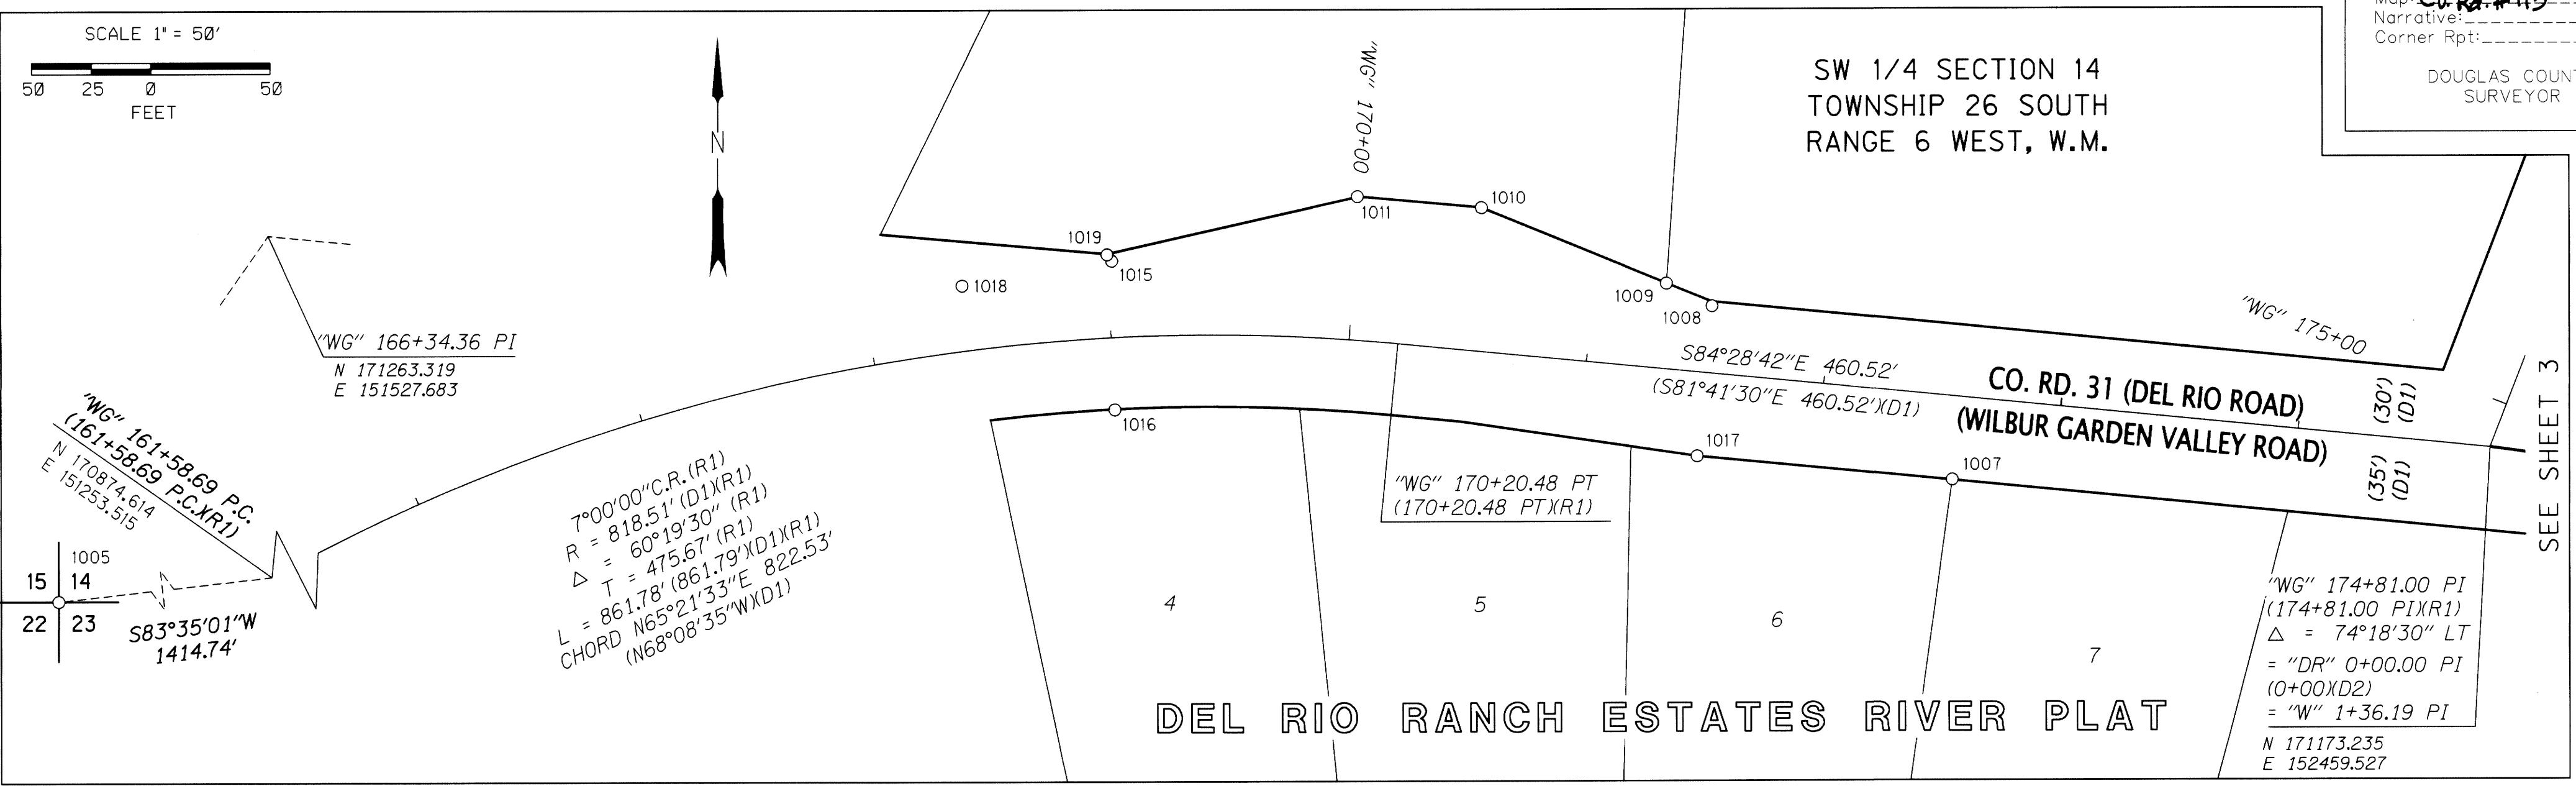 SCALE 1" = 50'
50 25 0 50
FEET
N
"WG" 170+00
SW 1/4 SECTION 14
TOWNSHIP 26 SOUTH
RANGE 6 WEST, W.M.
Map: Co. Rd. #115
Narrative:
Corner Rpt:
DOUGLAS COUNT
SURVEYOR
1019
1015
1018
1011
1010
1009
1008
"WG" 175+00
"WG" 166+34.36 PI
N 171263.319
E 151527.683
"WG" 161+58.69 P.C.
(161+58.69 P.C.)(R1)
N 170874.614
E 151253.515
1005
15 14
22 23
S83°35'01"W
1414.74'
7°00'00"C.R.(R1)
R = 818.51' (D1)(R1)
Δ = 60°19'30" (R1)
T = 475.67' (R1)
L = 861.78' (861.79')(D1)(R1)
CHORD N65°21'33"E 822.53'
(N68°08'35"W)(D1)
1016
1017
1007
S84°28'42"E 460.52'
(S81°41'30"E 460.52')(D1)
CO. RD. 31 (DEL RIO ROAD)
(WILBUR GARDEN VALLEY ROAD)
(30')
(D1)
(35')
(D1)
SEE SHEET 3
"WG" 170+20.48 PT
(170+20.48 PT)(R1)
4
5
6
7
DEL RIO RANCH ESTATES RIVER PLAT
"WG" 174+81.00 PI
(174+81.00 PI)(R1)
Δ = 74°18'30" LT
= "DR" 0+00.00 PI
(0+00)(D2)
= "W" 1+36.19 PI
N 171173.235
E 152459.527